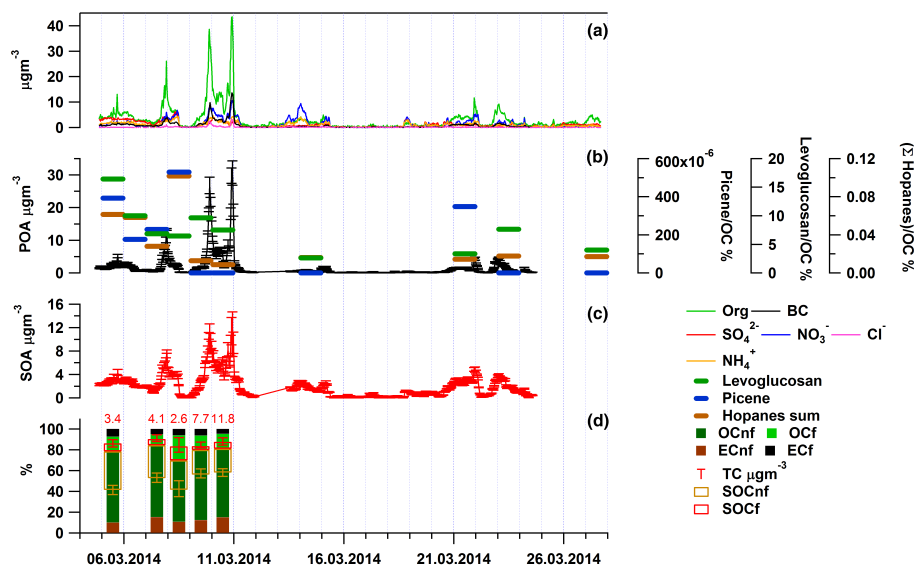 (a)
μgm⁻³
40
30
20
10
0
(b)
POA μgm⁻³
30
20
10
0
600x10⁻⁶
400
200
0
Picene/OC %
20
15
10
5
0
Levoglucosan/OC %
0.12
0.08
0.04
0.00
(Σ Hopanes)/OC %
(c)
SOA μgm⁻³
16
12
8
4
0
Org BC
SO₄²⁻ NO₃⁻ Cl⁻
NH₄⁺
Levoglucosan
Picene
Hopanes sum
OCnf OCf
ECnf ECf
TC μgm⁻³
SOCnf
SOCf
(d)
3.4 4.1 2.6 7.7 11.8
%
100
80
60
40
20
0
06.03.2014 11.03.2014 16.03.2014 21.03.2014 26.03.2014